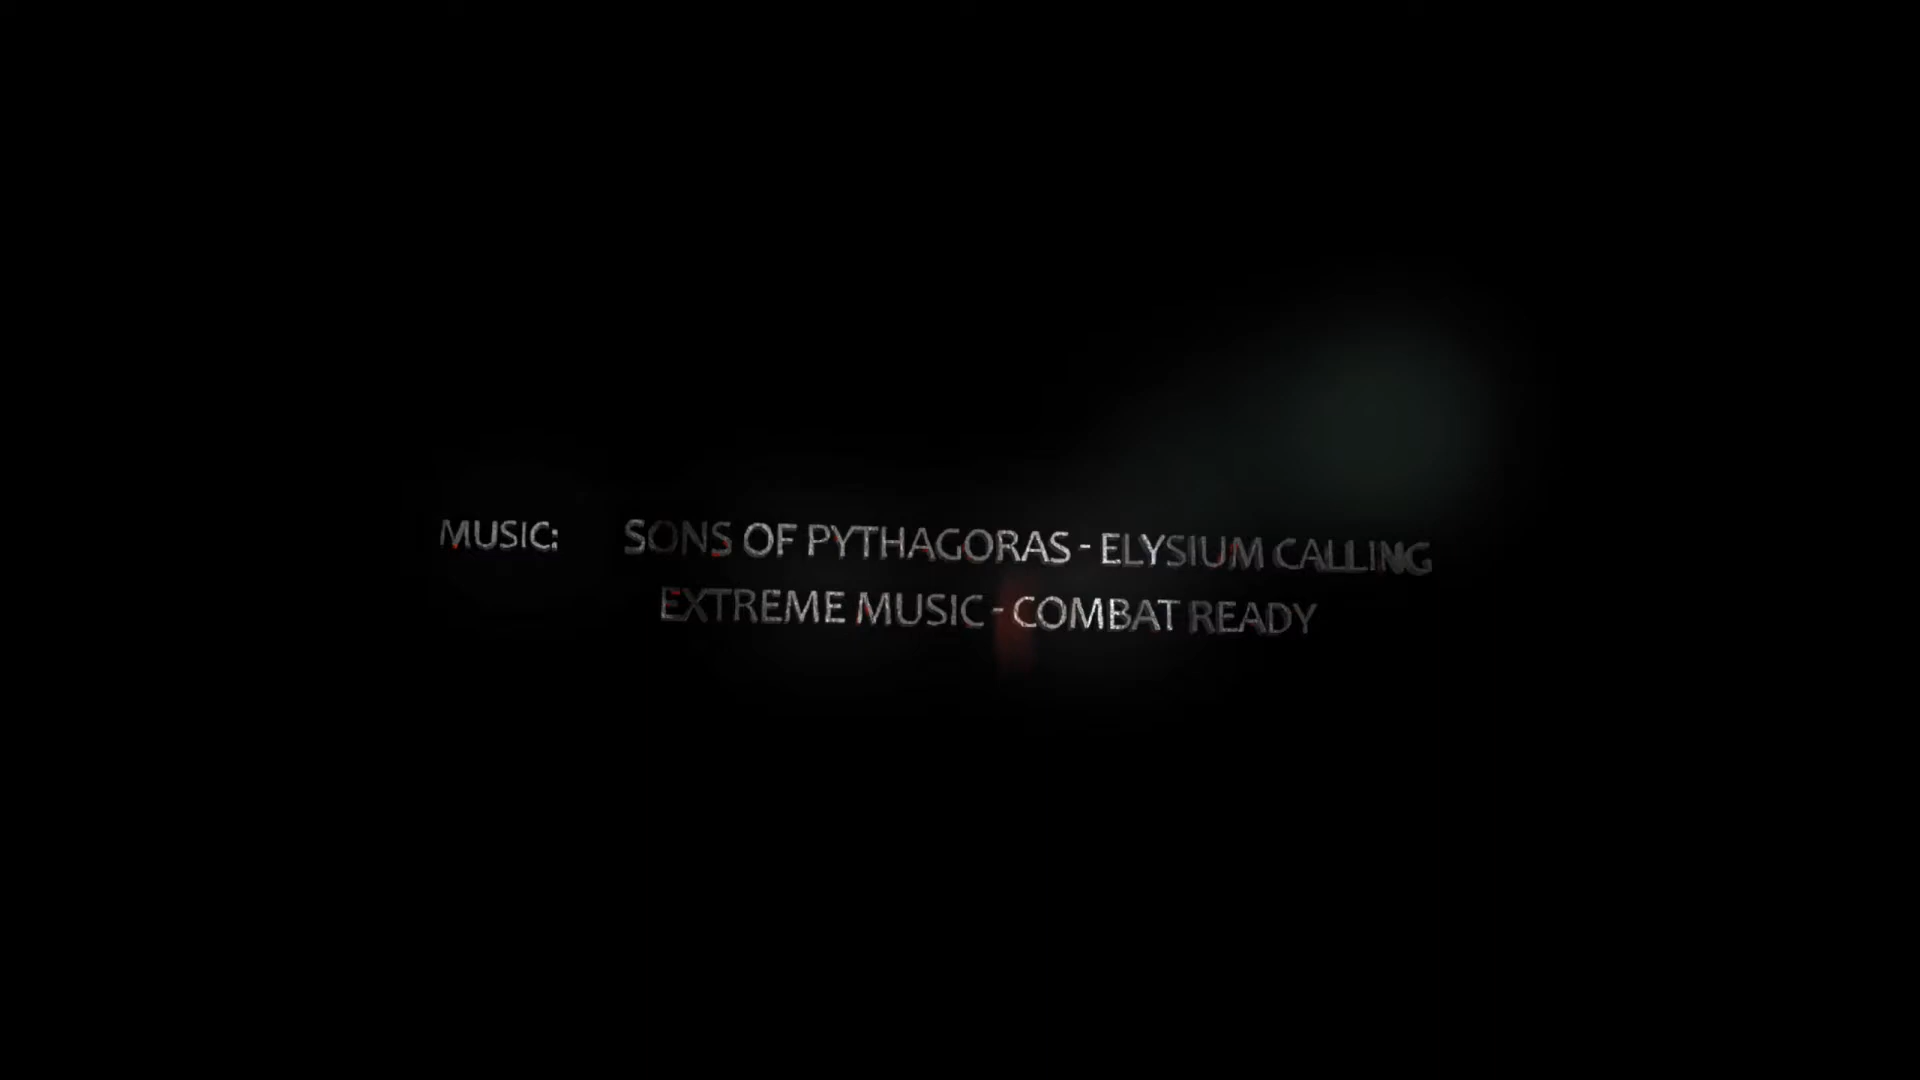 MUSIC: SONS OF PYTHAGORAS - ELYSIUM CALLING
EXTREME MUSIC - COMBAT READY